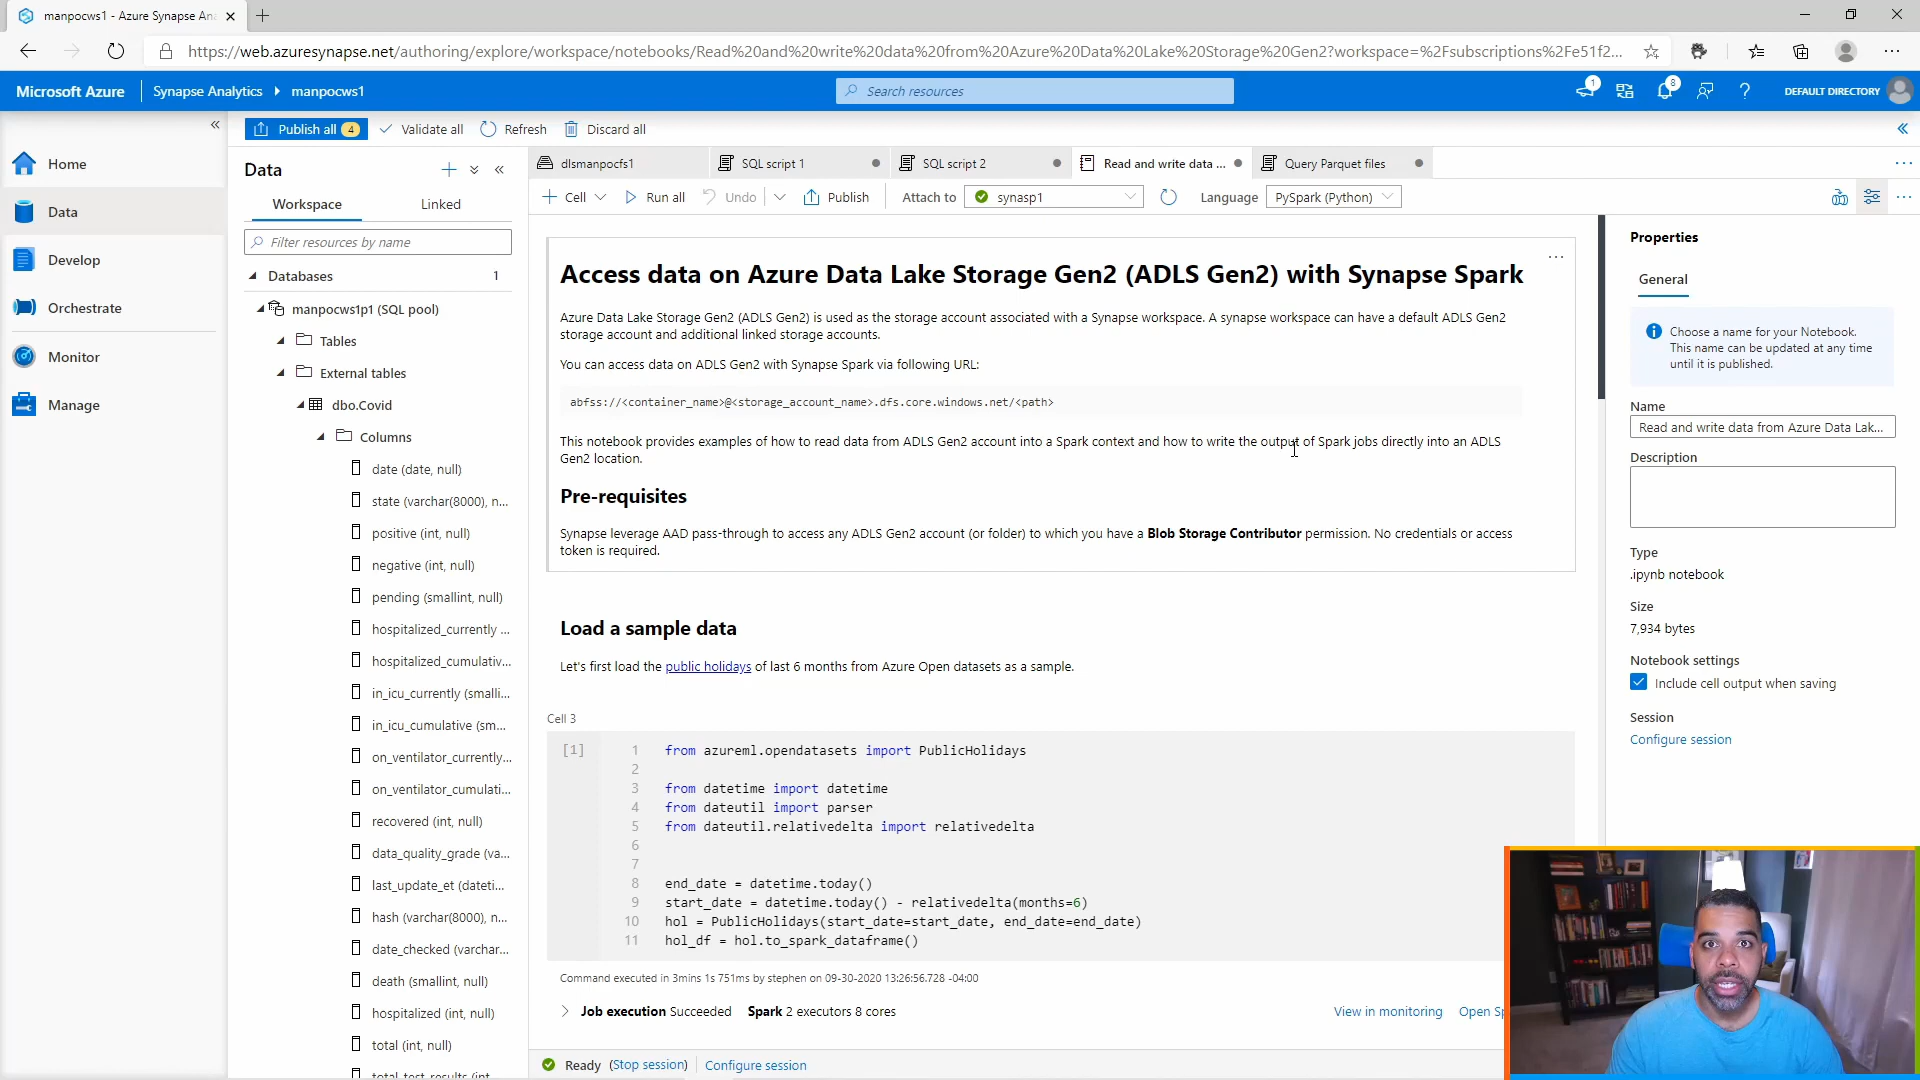 manpocws1 - Azure Synapse Ana
https://web.azuresynapse.net/authoring/explore/workspace/notebooks/Read%20and%20write%20data%20from%20Azure%20Data%20Lake%20Storage%20Gen2?workspace=%2Fsubscriptions%2Fe51f2...
Microsoft Azure
Synapse Analytics
manpocws1
Search resources
1
8
DEFAULT DIRECTORY
Home
Data
Develop
Orchestrate
Monitor
Manage
Publish all 4
Validate all
Refresh
Discard all
Data
Workspace
Linked
Filter resources by name
Databases 1
manpocws1p1 (SQL pool)
Tables
External tables
dbo.Covid
Columns
date (date, null)
state (varchar(8000), n...
positive (int, null)
negative (int, null)
pending (smallint, null)
hospitalized_currently ...
hospitalized_cumulativ...
in_icu_currently (smalli...
in_icu_cumulative (sm...
on_ventilator_currently...
on_ventilator_cumulati...
recovered (int, null)
data_quality_grade (va...
last_update_et (dateti...
hash (varchar(8000), n...
date_checked (varchar...
death (smallint, null)
hospitalized (int, null)
total (int, null)
total_test_results (int
dlsmanpocfs1
SQL script 1
SQL script 2
Read and write data ...
Query Parquet files
Cell
Run all
Undo
Publish
Attach to
synasp1
Language
PySpark (Python)
Access data on Azure Data Lake Storage Gen2 (ADLS Gen2) with Synapse Spark
Azure Data Lake Storage Gen2 (ADLS Gen2) is used as the storage account associated with a Synapse workspace. A synapse workspace can have a default ADLS Gen2
storage account and additional linked storage accounts.
You can access data on ADLS Gen2 with Synapse Spark via following URL:
abfss://<container_name>@<storage_account_name>.dfs.core.windows.net/<path>
This notebook provides examples of how to read data from ADLS Gen2 account into a Spark context and how to write the output of Spark jobs directly into an ADLS
Gen2 location.
Pre-requisites
Synapse leverage AAD pass-through to access any ADLS Gen2 account (or folder) to which you have a Blob Storage Contributor permission. No credentials or access
token is required.
Load a sample data
Let's first load the public holidays of last 6 months from Azure Open datasets as a sample.
Cell 3
[1]
1 from azureml.opendatasets import PublicHolidays
2
3 from datetime import datetime
4 from dateutil import parser
5 from dateutil.relativedelta import relativedelta
6
7
8 end_date = datetime.today()
9 start_date = datetime.today() - relativedelta(months=6)
10 hol = PublicHolidays(start_date=start_date, end_date=end_date)
11 hol_df = hol.to_spark_dataframe()
Command executed in 3mins 1s 751ms by stephen on 09-30-2020 13:26:56.728 -04:00
Job execution Succeeded Spark 2 executors 8 cores
View in monitoring
Open Sp
Ready (Stop session)
Configure session
Properties
General
Choose a name for your Notebook.
This name can be updated at any time
until it is published.
Name
Read and write data from Azure Data Lak...
Description
Type
.ipynb notebook
Size
7,934 bytes
Notebook settings
Include cell output when saving
Session
Configure session